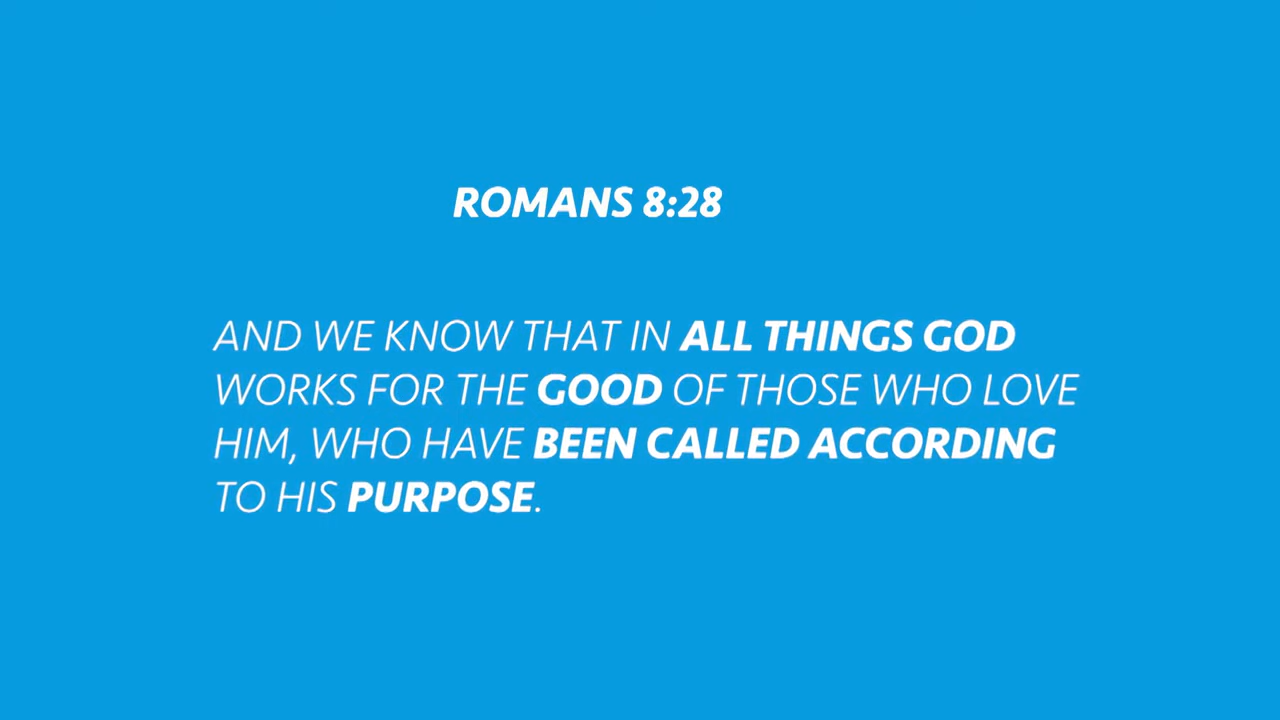 ROMANS 8:28
AND WE KNOW THAT IN ALL THINGS GOD
WORKS FOR THE GOOD OF THOSE WHO LOVE
HIM, WHO HAVE BEEN CALLED ACCORDING
TO HIS PURPOSE.